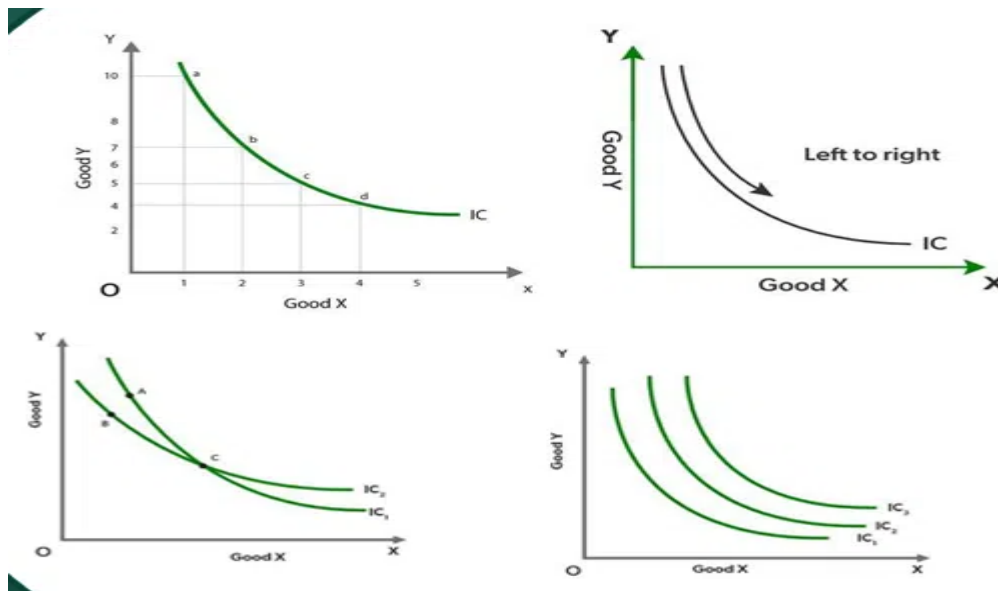 Y
10
a
8
b
7
6
c
5
d
4
IC
2
Good Y
O
1 2 3 4 5 x
Good X
Y
Good Y
Left to right
IC
Good X X
Y
Good Y
A
B
C
IC₂
IC₁
O Good X X
Y
Good Y
IC₃
IC₂
IC₁
O Good X X